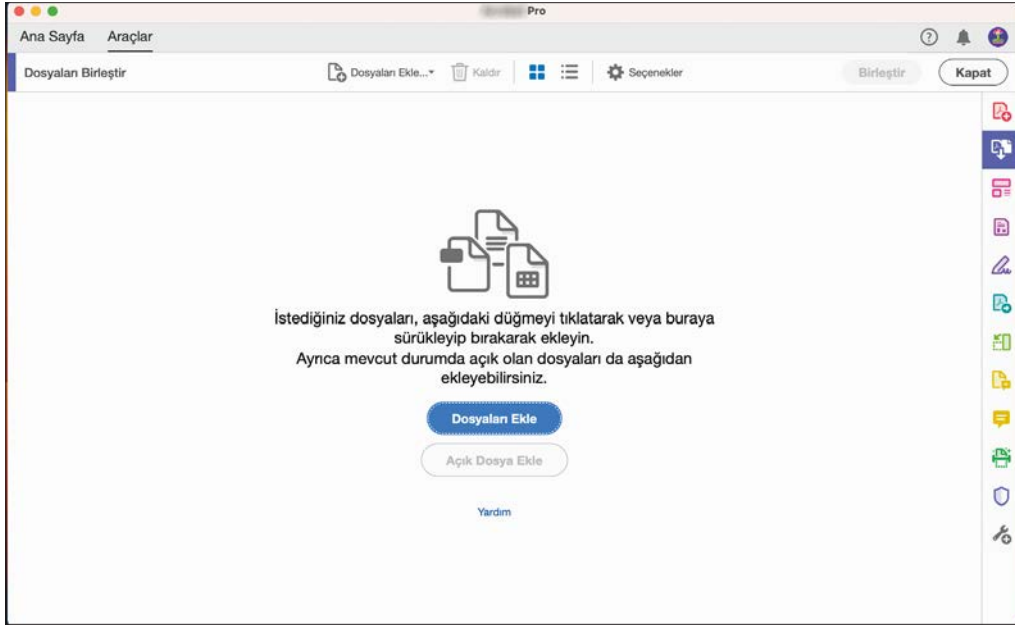 Pro
Ana Sayfa Araçlar
Dosyaları Birleştir Dosyaları Ekle... Kaldır Seçenekler Birleştir Kapat
İstediğiniz dosyaları, aşağıdaki düğmeyi tıklatarak veya buraya
sürükleyip bırakarak ekleyin.
Ayrıca mevcut durumda açık olan dosyaları da aşağıdan
ekleyebilirsiniz.
Dosyaları Ekle
Açık Dosya Ekle
Yardım